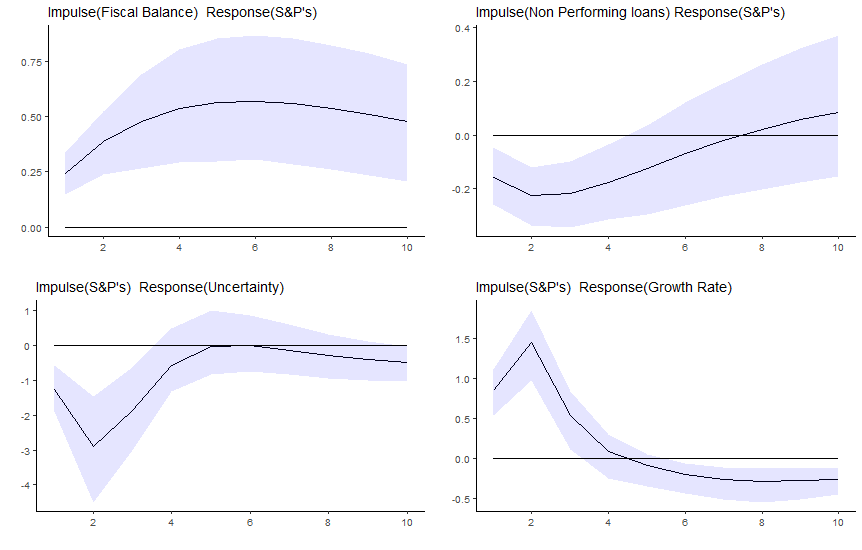 Impulse(Fiscal Balance)  Response(S&P's)
0.75
0.50
0.25
0.00
2 4 6 8 10
Impulse(Non Performing loans) Response(S&P's)
0.4
0.2
0.0
-0.2
2 4 6 8 10
Impulse(S&P's)  Response(Uncertainty)
1
0
-1
-2
-3
-4
2 4 6 8 10
Impulse(S&P's)  Response(Growth Rate)
1.5
1.0
0.5
0.0
-0.5
2 4 6 8 10